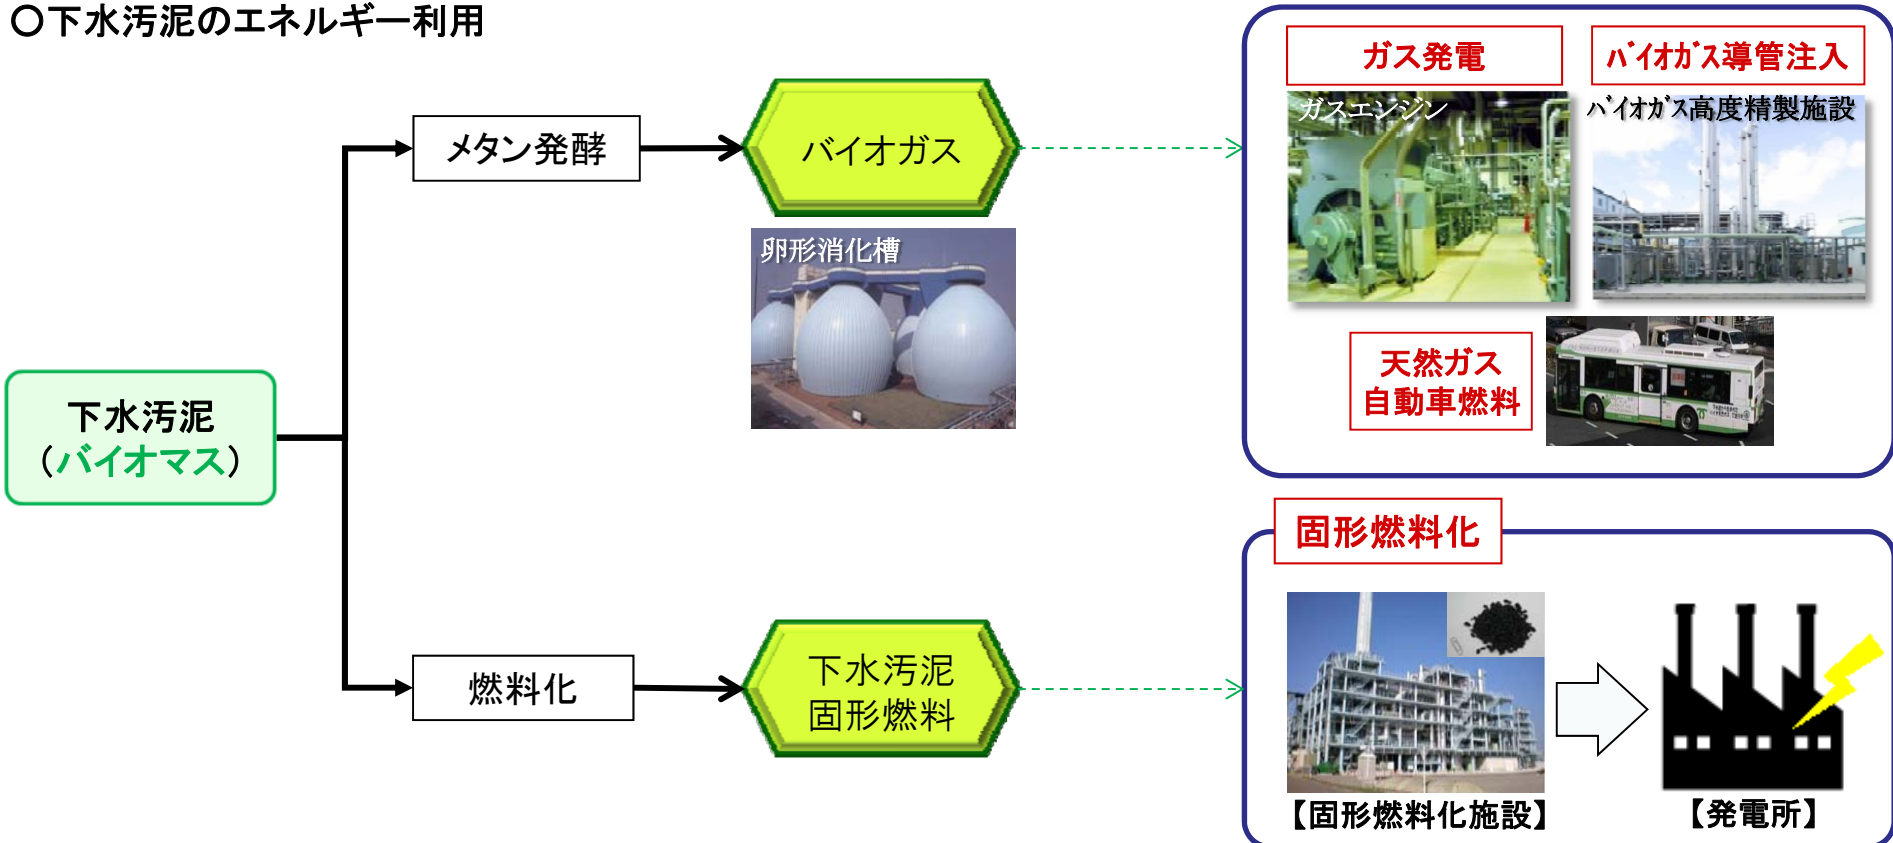 〇下水汚泥のエネルギー利用
ガス発電
バイオガス導管注入
ガスエンジン
バイオガス高度精製施設
メタン発酵
バイオガス
卵形消化槽
天然ガス
自動車燃料
下水汚泥
（バイオマス）
固形燃料化
燃料化
下水汚泥
固形燃料
【固形燃料化施設】
【発電所】